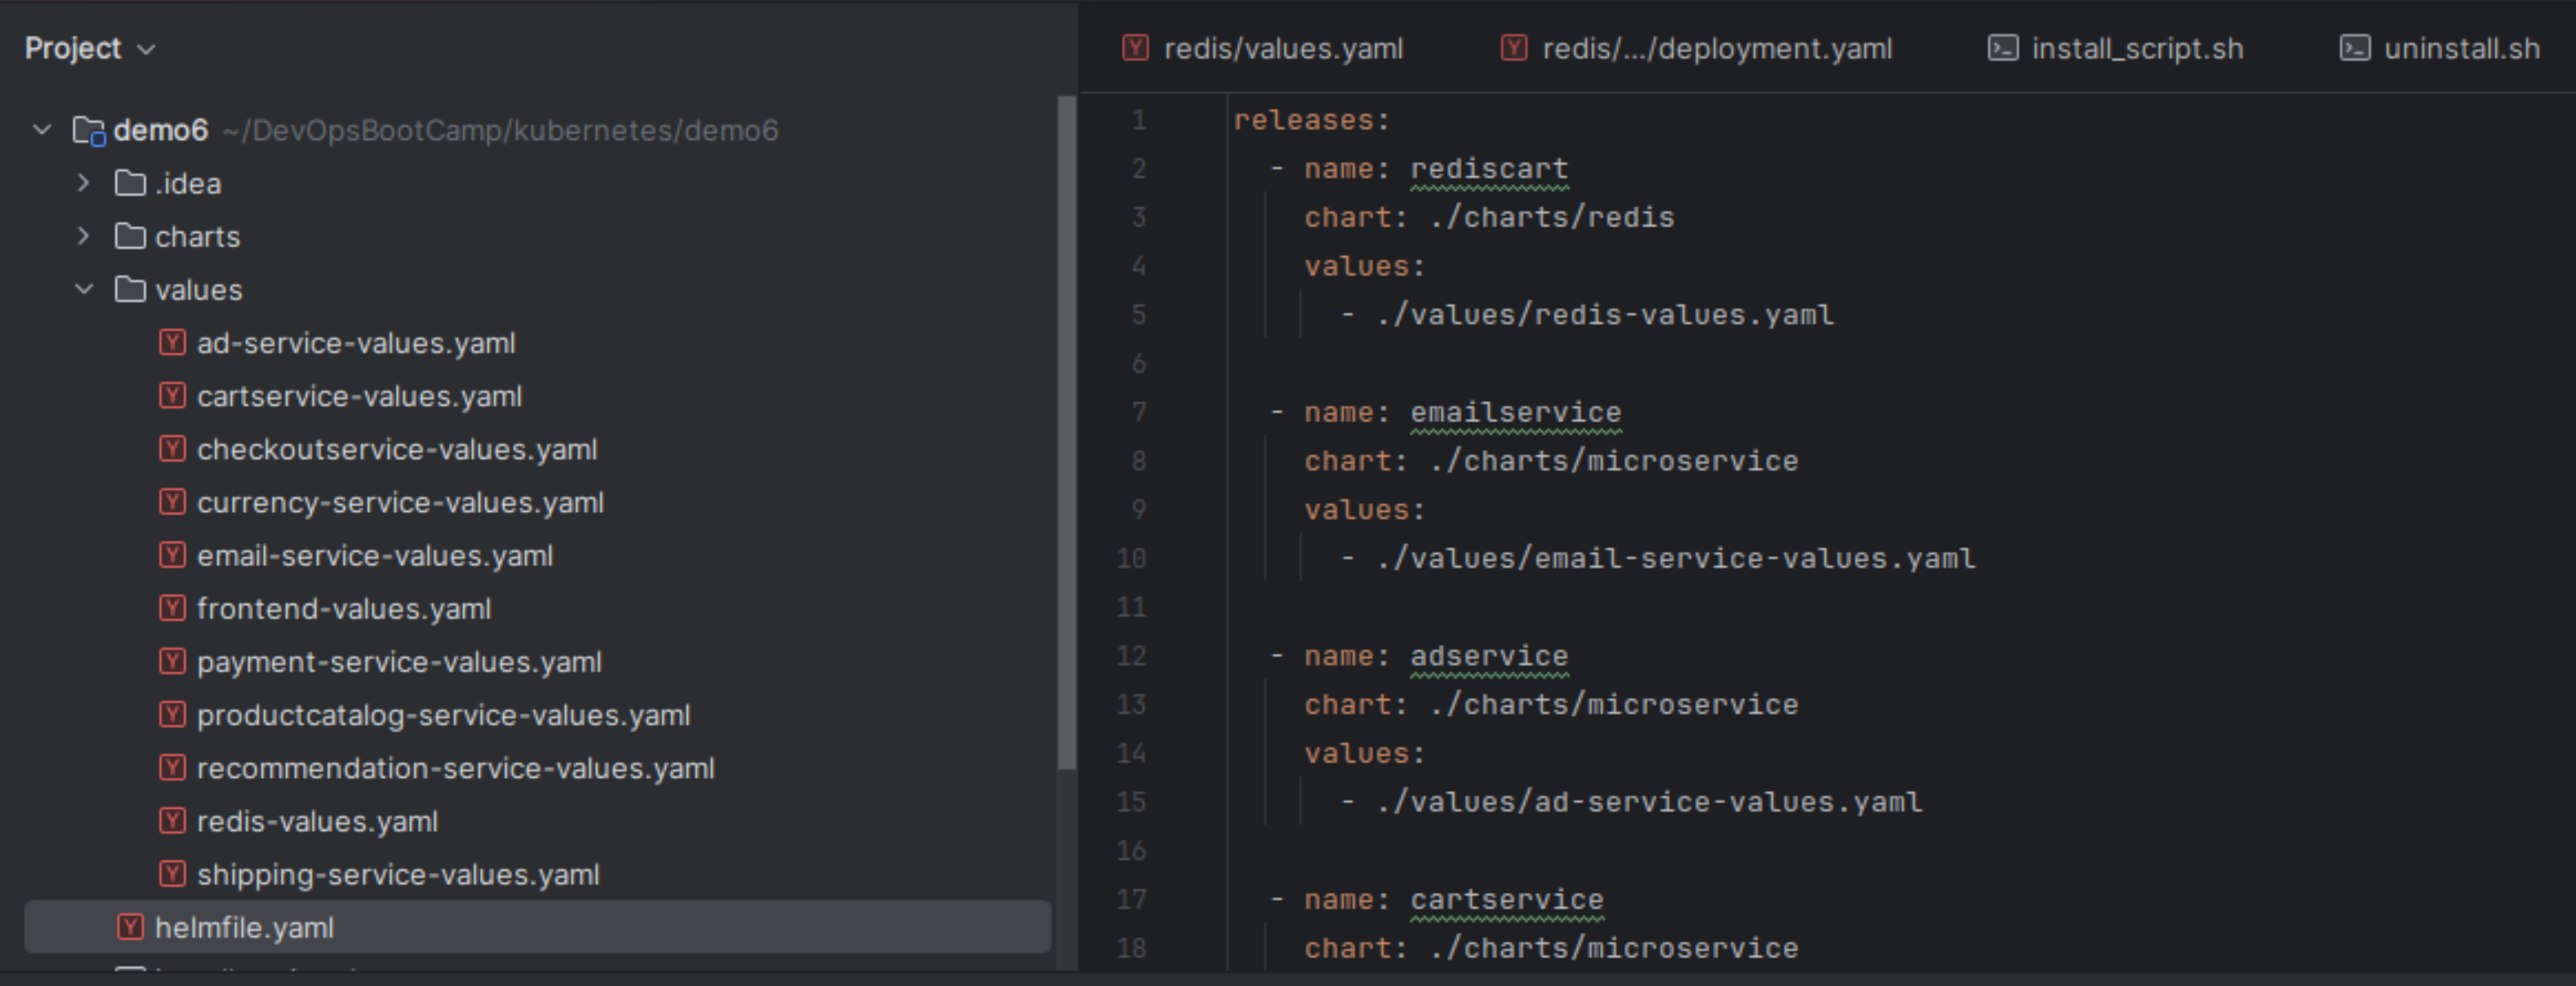 Project
demo6 ~/DevOpsBootCamp/kubernetes/demo6
.idea
charts
values
ad-service-values.yaml
cartservice-values.yaml
checkoutservice-values.yaml
currency-service-values.yaml
email-service-values.yaml
frontend-values.yaml
payment-service-values.yaml
productcatalog-service-values.yaml
recommendation-service-values.yaml
redis-values.yaml
shipping-service-values.yaml
helmfile.yaml
redis/values.yaml redis/.../deployment.yaml install_script.sh uninstall.sh
1 releases:
2 - name: rediscart
3 chart: ./charts/redis
4 values:
5 - ./values/redis-values.yaml
6
7 - name: emailservice
8 chart: ./charts/microservice
9 values:
10 - ./values/email-service-values.yaml
11
12 - name: adservice
13 chart: ./charts/microservice
14 values:
15 - ./values/ad-service-values.yaml
16
17 - name: cartservice
18 chart: ./charts/microservice